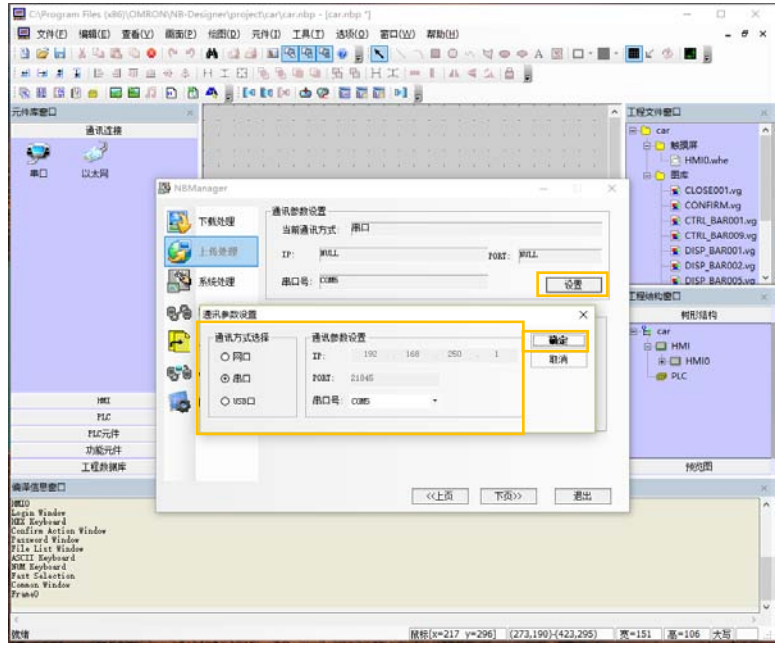 C:\Program Files (x86)\OMRON\NB-Designer\project\car\car.nbp - [car.nbp *]
文件(F) 编辑(E) 查看(V) 画面(P) 绘图(D) 元件(I) 工具(T) 选项(O) 窗口(W) 帮助(H)
元件库窗口
通讯连接
串口
以太网
HMI
PLC
PLC元件
功能元件
工程数据库
工程文件窗口
car
触摸屏
HMI0.whe
图库
CLOSE001.vg
CONFIRM.vg
CTRL_BAR001.vg
CTRL_BAR009.vg
DISP_BAR001.vg
DISP_BAR002.vg
DISP_BAR005.vg
工程结构窗口
树形结构
car
HMI
HMI0
PLC
预览图
NBManager
下载处理
上传处理
系统处理
通讯参数设置
当前通讯方式: 串口
IP: NULL
PORT: NULL
串口号: COM5
设置
通讯参数设置
通讯方式选择
网口
串口
USB口
通讯参数设置
IP: 192 . 168 . 250 . 1
PORT: 21845
串口号: COM5
确定
取消
<<上页 下页>> 退出
编译信息窗口
HMI0
Login Window
HEX Keyboard
Confirm Action Window
Password Window
File List Window
ASCII Keyboard
NUM Keyboard
Fast Selection
Common Window
Frame0
就绪
鼠标[x=217 y=296] (273,190)-(423,295) 宽=151 高=106 大写